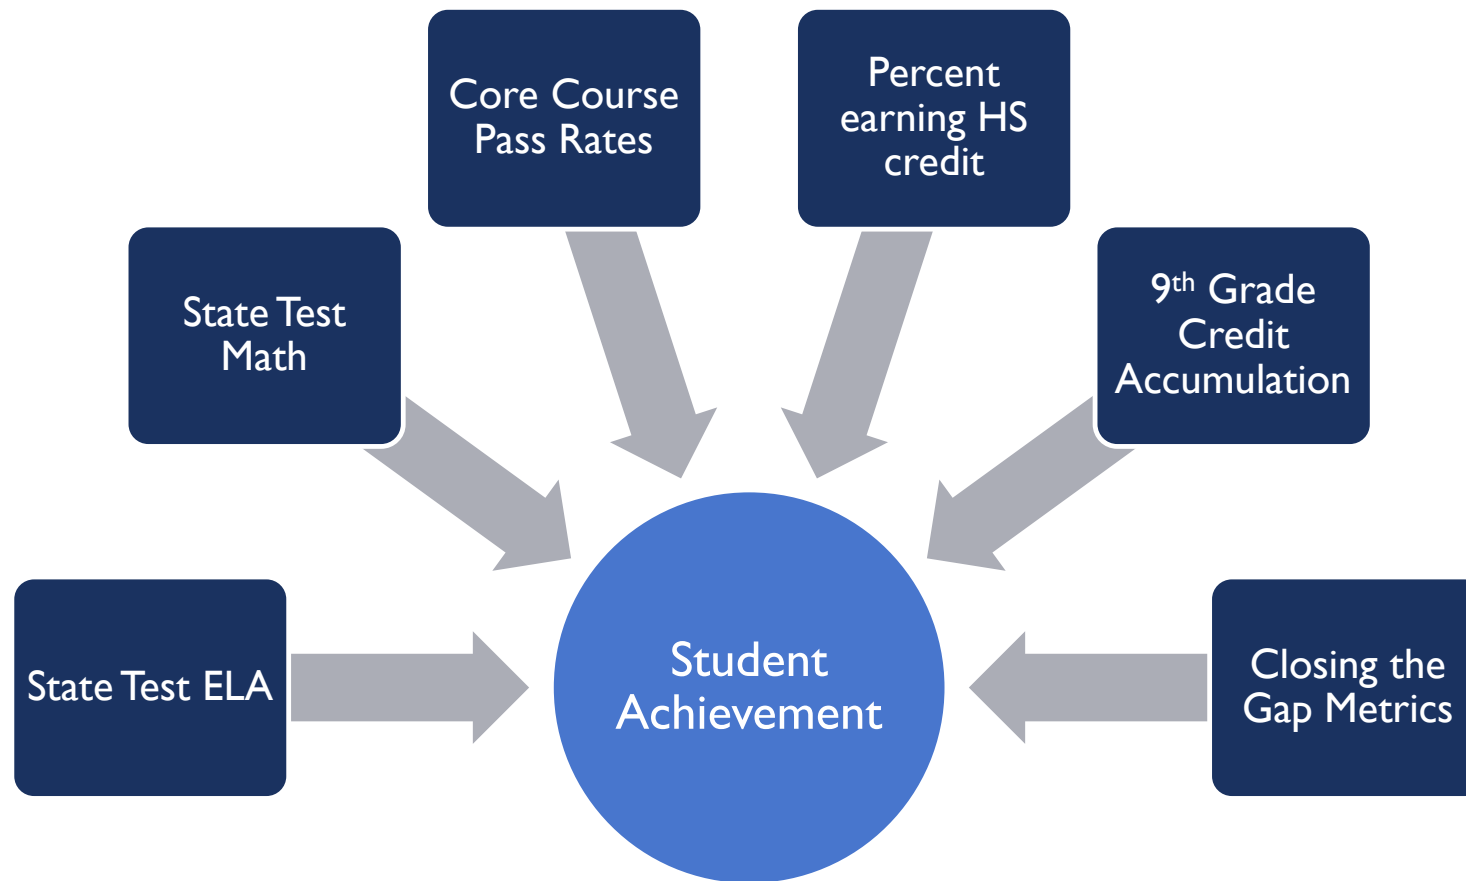 Core Course
Pass Rates
Percent
earning HS
credit
State Test
Math
9th Grade
Credit
Accumulation
State Test ELA
Student
Achievement
Closing the
Gap Metrics